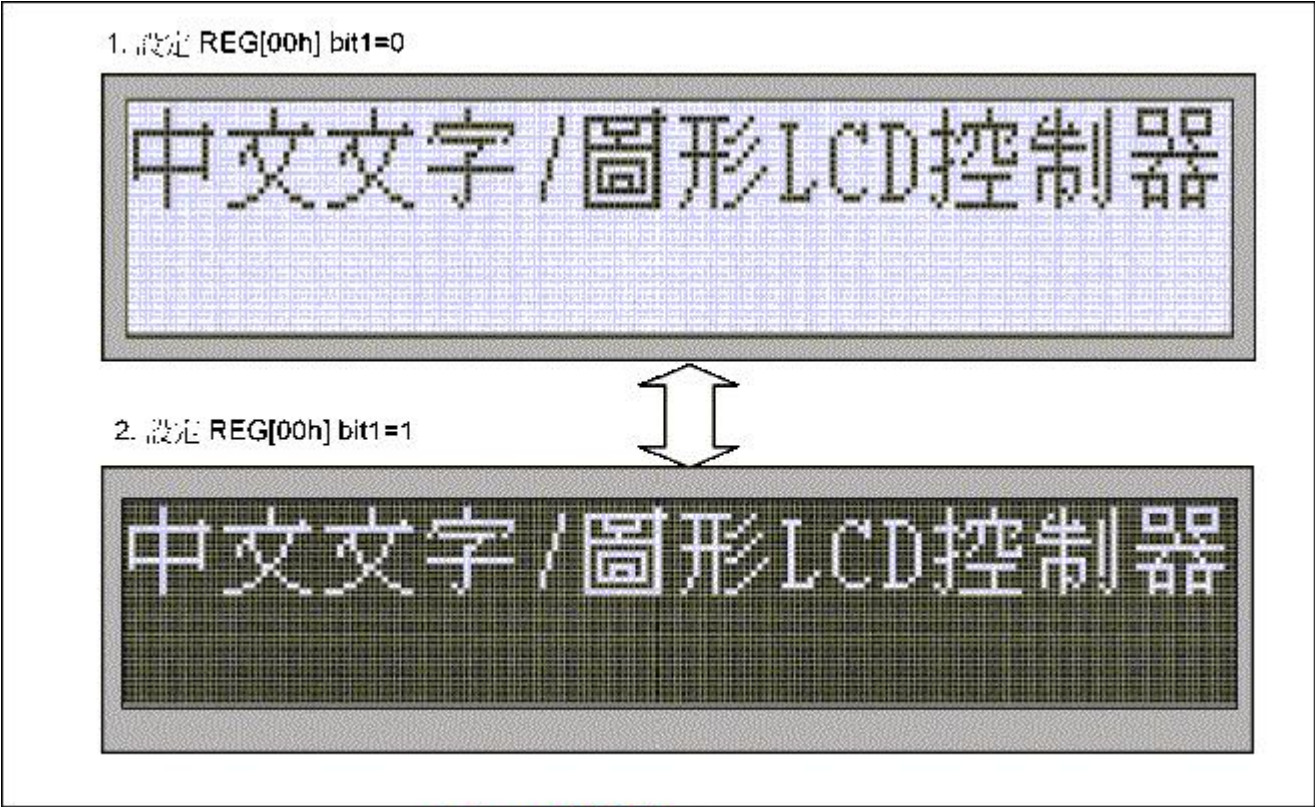 1. 設定 REG[00h] bit1=0
中文文字/圖形LCD控制器
2. 設定 REG[00h] bit1=1
中文文字/圖形LCD控制器